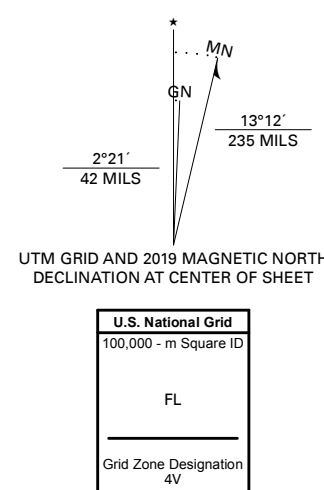 ★
MN
GN
13°12´
235 MILS
2°21´
42 MILS
UTM GRID AND 2019 MAGNETIC NORTH
DECLINATION AT CENTER OF SHEET
U.S. National Grid
100,000 - m Square ID
FL
Grid Zone Designation
4V